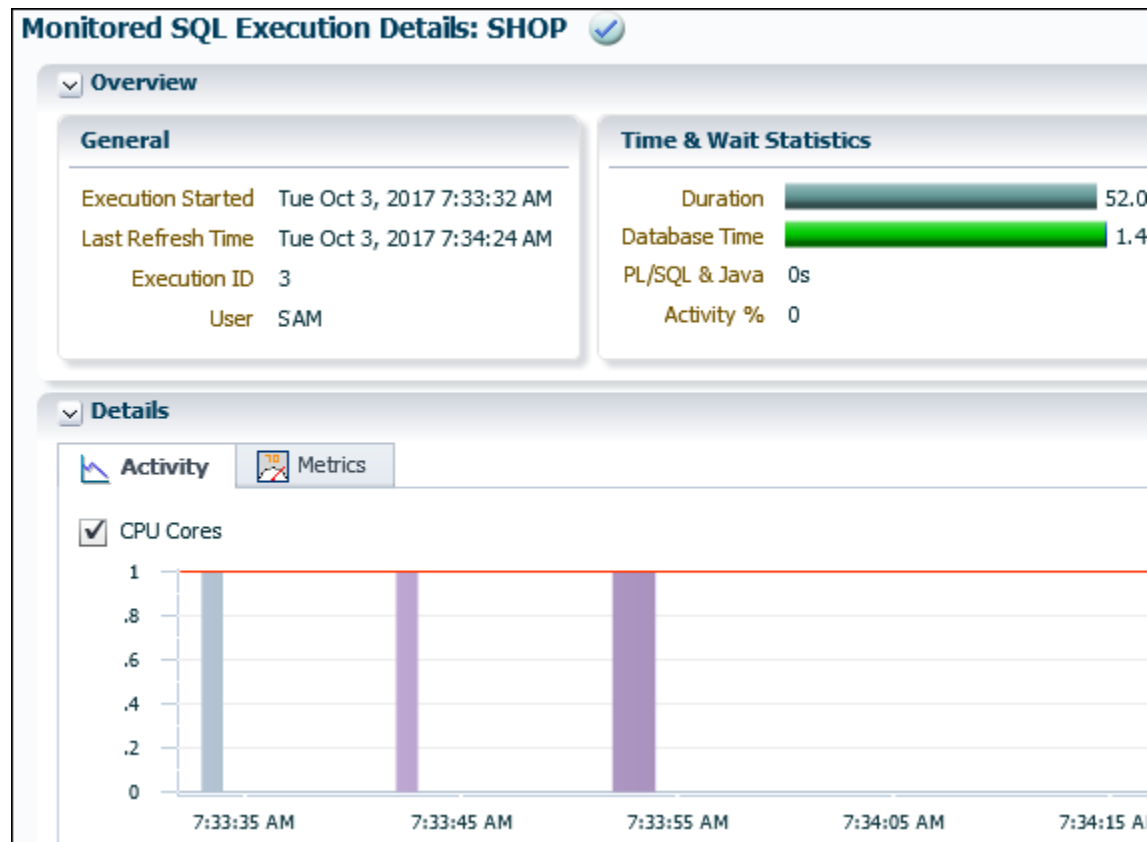 Monitored SQL Execution Details: SHOP
Overview
General
Execution Started Tue Oct 3, 2017 7:33:32 AM
Last Refresh Time Tue Oct 3, 2017 7:34:24 AM
Execution ID 3
User SAM
Time & Wait Statistics
Duration 52.0
Database Time 1.4
PL/SQL & Java 0s
Activity % 0
Details
Activity Metrics
CPU Cores
1
.8
.6
.4
.2
0
7:33:35 AM 7:33:45 AM 7:33:55 AM 7:34:05 AM 7:34:15